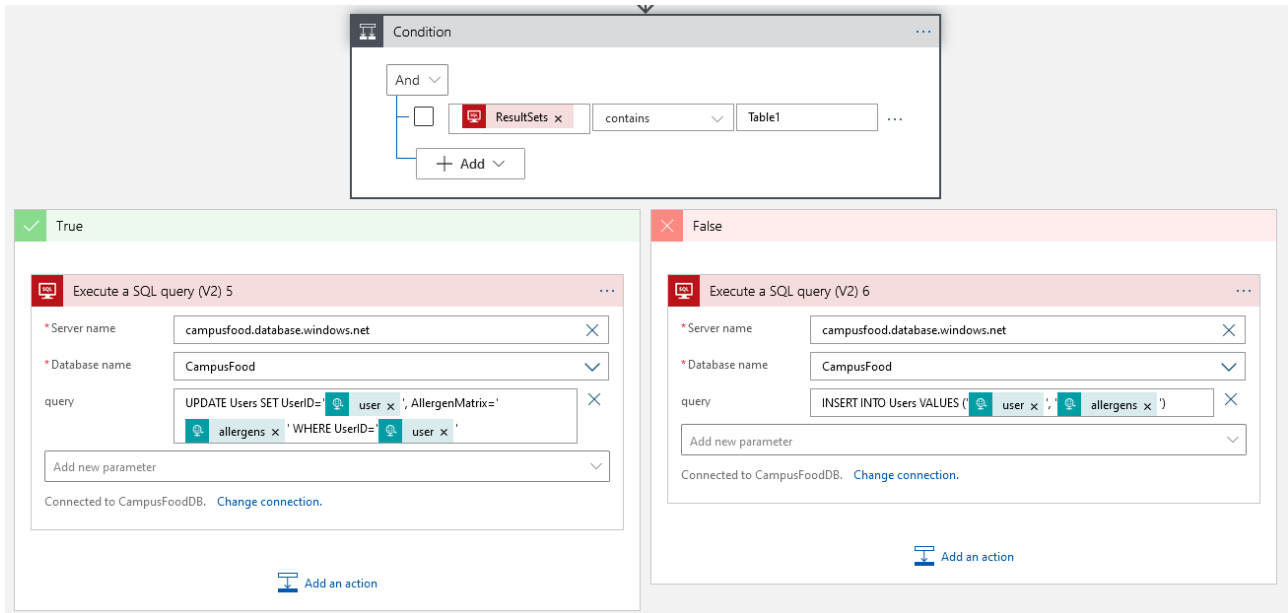 Condition
And
ResultSets × contains Table1
+ Add
True
False
SQL Execute a SQL query (V2) 5
SQL Execute a SQL query (V2) 6
*Server name campusfood.database.windows.net
*Server name campusfood.database.windows.net
*Database name CampusFood
*Database name CampusFood
query UPDATE Users SET UserID=' user × ', AllergenMatrix='
allergens × ' WHERE UserID=' user × '
query INSERT INTO Users VALUES (' user × ', ' allergens × ')
Add new parameter
Add new parameter
Connected to CampusFoodDB. Change connection.
Connected to CampusFoodDB. Change connection.
Add an action
Add an action